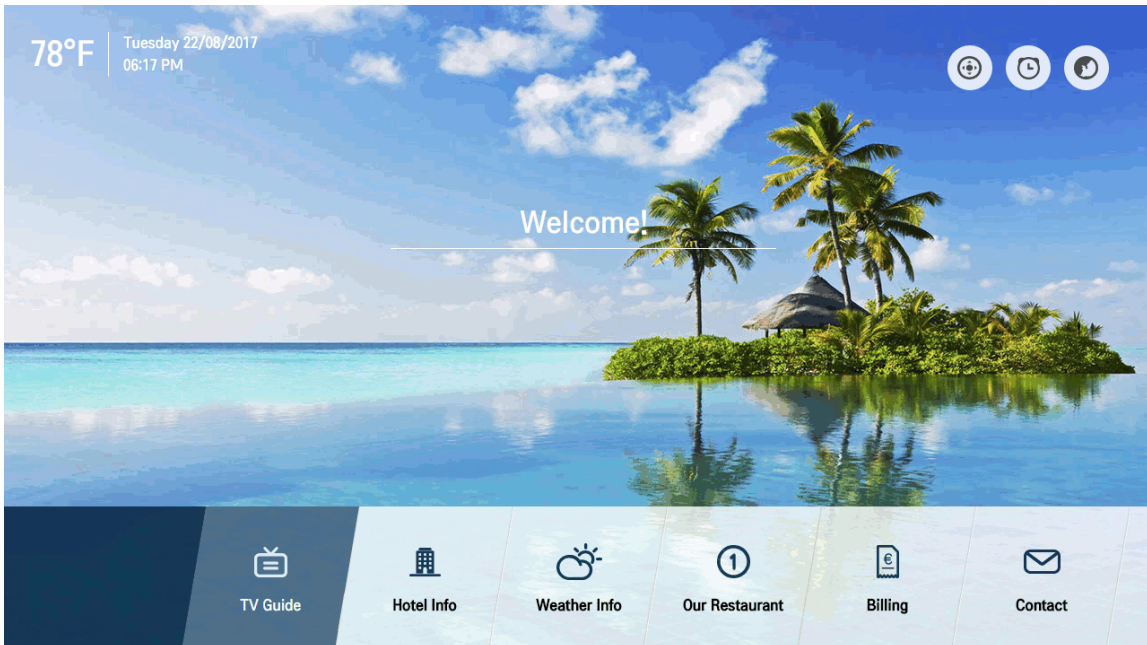 78°F
Tuesday 22/08/2017
06:17 PM
Welcome!
TV Guide
Hotel Info
Weather Info
1
Our Restaurant
€
Billing
Contact